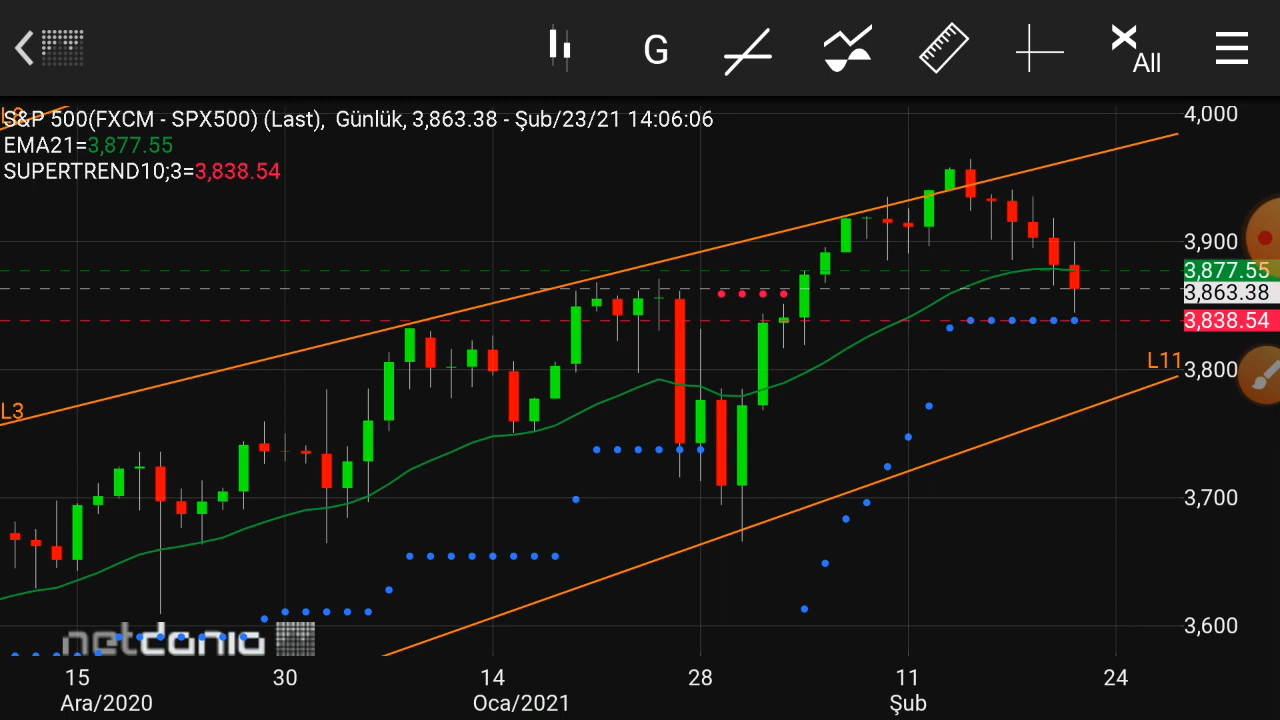 G
All
S&P 500(FXCM - SPX500) (Last), Günlük, 3,863.38 - Şub/23/21 14:06:06
EMA21=3,877.55
SUPERTREND10;3=3,838.54
4,000
3,900
3,877.55
3,863.38
3,838.54
L11
3,800
L3
3,700
3,600
netdania
15
30
14
28
11
24
Ara/2020
Oca/2021
Şub